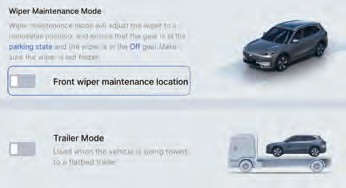 Wiper Maintenance Mode
Wiper maintenance mode will adjust the wiper to a
removable position, and ensure that the gear is in the
parking state and the wiper is in the Off gear.Make
sure the wiper is not frozen.
Front wiper maintenance location
Trailer Mode
Used when the vehicle is being towed
to a flatbed trailer